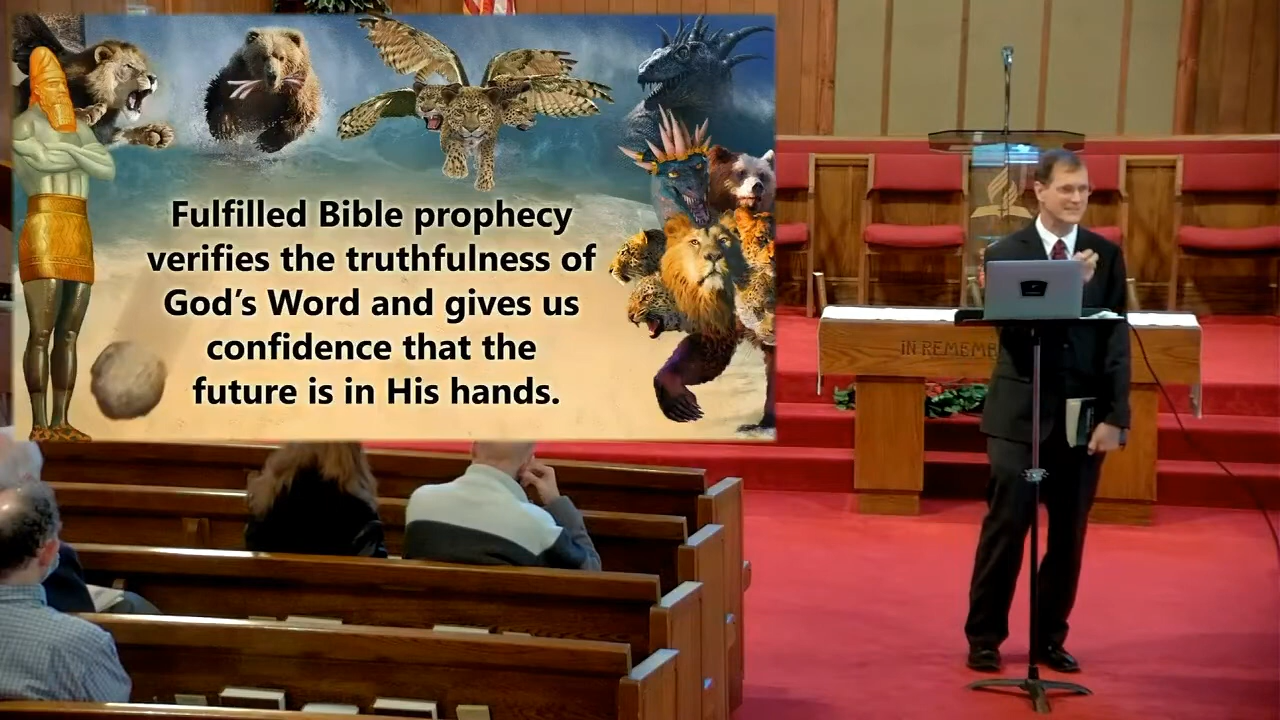 Fulfilled Bible prophecy
verifies the truthfulness of
God's Word and gives us
confidence that the
future is in His hands.
IN REMEMB